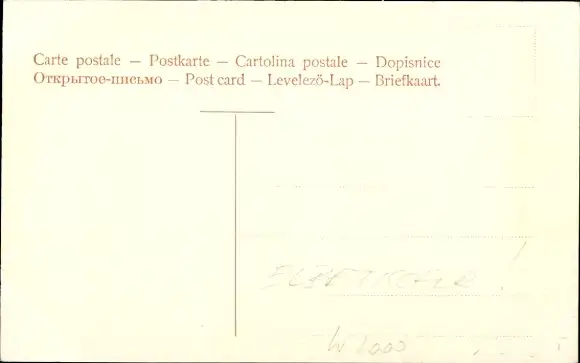 Carte postale — Postkarte — Cartolina postale — Dopisnice
Открытое-письмо — Post card — Levelező-Lap — Briefkaart.